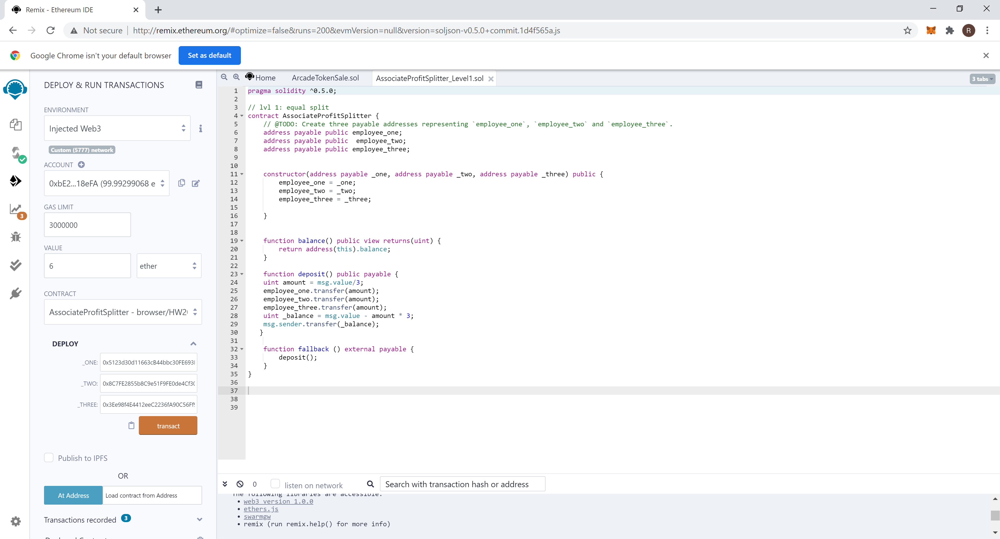 Remix - Ethereum IDE
Not secure
http://remix.ethereum.org/#optimize=false&runs=200&evmVersion=null&version=soljson-v0.5.0+commit.1d4f565a.js
R
Google Chrome isn't your default browser
Set as default
DEPLOY & RUN TRANSACTIONS
ENVIRONMENT
Injected Web3
i
Custom (5777) network
ACCOUNT
0xbE2...18eFA (99.99299068 e
GAS LIMIT
3000000
3
VALUE
6
ether
CONTRACT
AssociateProfitSplitter - browser/HW2
DEPLOY
_ONE:
0x5123d30d11663cB44bbc30FE693
_TWO:
0x8C7FE2855b8C9e51F9FE0de4Cf3
_THREE:
0x3Ee98f4E4412eeC2236fA90C56Ff
transact
Publish to IPFS
OR
At Address
Load contract from Address
Transactions recorded 3
Home
ArcadeTokenSale.sol
AssociateProfitSplitter_Level1.sol
3 tabs
1 pragma solidity ^0.5.0;
2
3 // lvl 1: equal split
4 contract AssociateProfitSplitter {
5 // @TODO: Create three payable addresses representing `employee_one`, `employee_two` and `employee_three`.
6 address payable public employee_one;
7 address payable public  employee_two;
8 address payable public employee_three;
9
10
11 constructor(address payable _one, address payable _two, address payable _three) public {
12 employee_one = _one;
13 employee_two = _two;
14 employee_three = _three;
15
16 }
17
18
19 function balance() public view returns(uint) {
20 return address(this).balance;
21 }
22
23 function deposit() public payable {
24 uint amount = msg.value/3;
25 employee_one.transfer(amount);
26 employee_two.transfer(amount);
27 employee_three.transfer(amount);
28 uint _balance = msg.value - amount * 3;
29 msg.sender.transfer(_balance);
30 }
31
32 function fallback () external payable {
33 deposit();
34 }
35 }
36
37
38
39
0
listen on network
Search with transaction hash or address
The following libraries are accessible:
• web3 version 1.0.0
• ethers.js
• swarmgw
• remix (run remix.help() for more info)